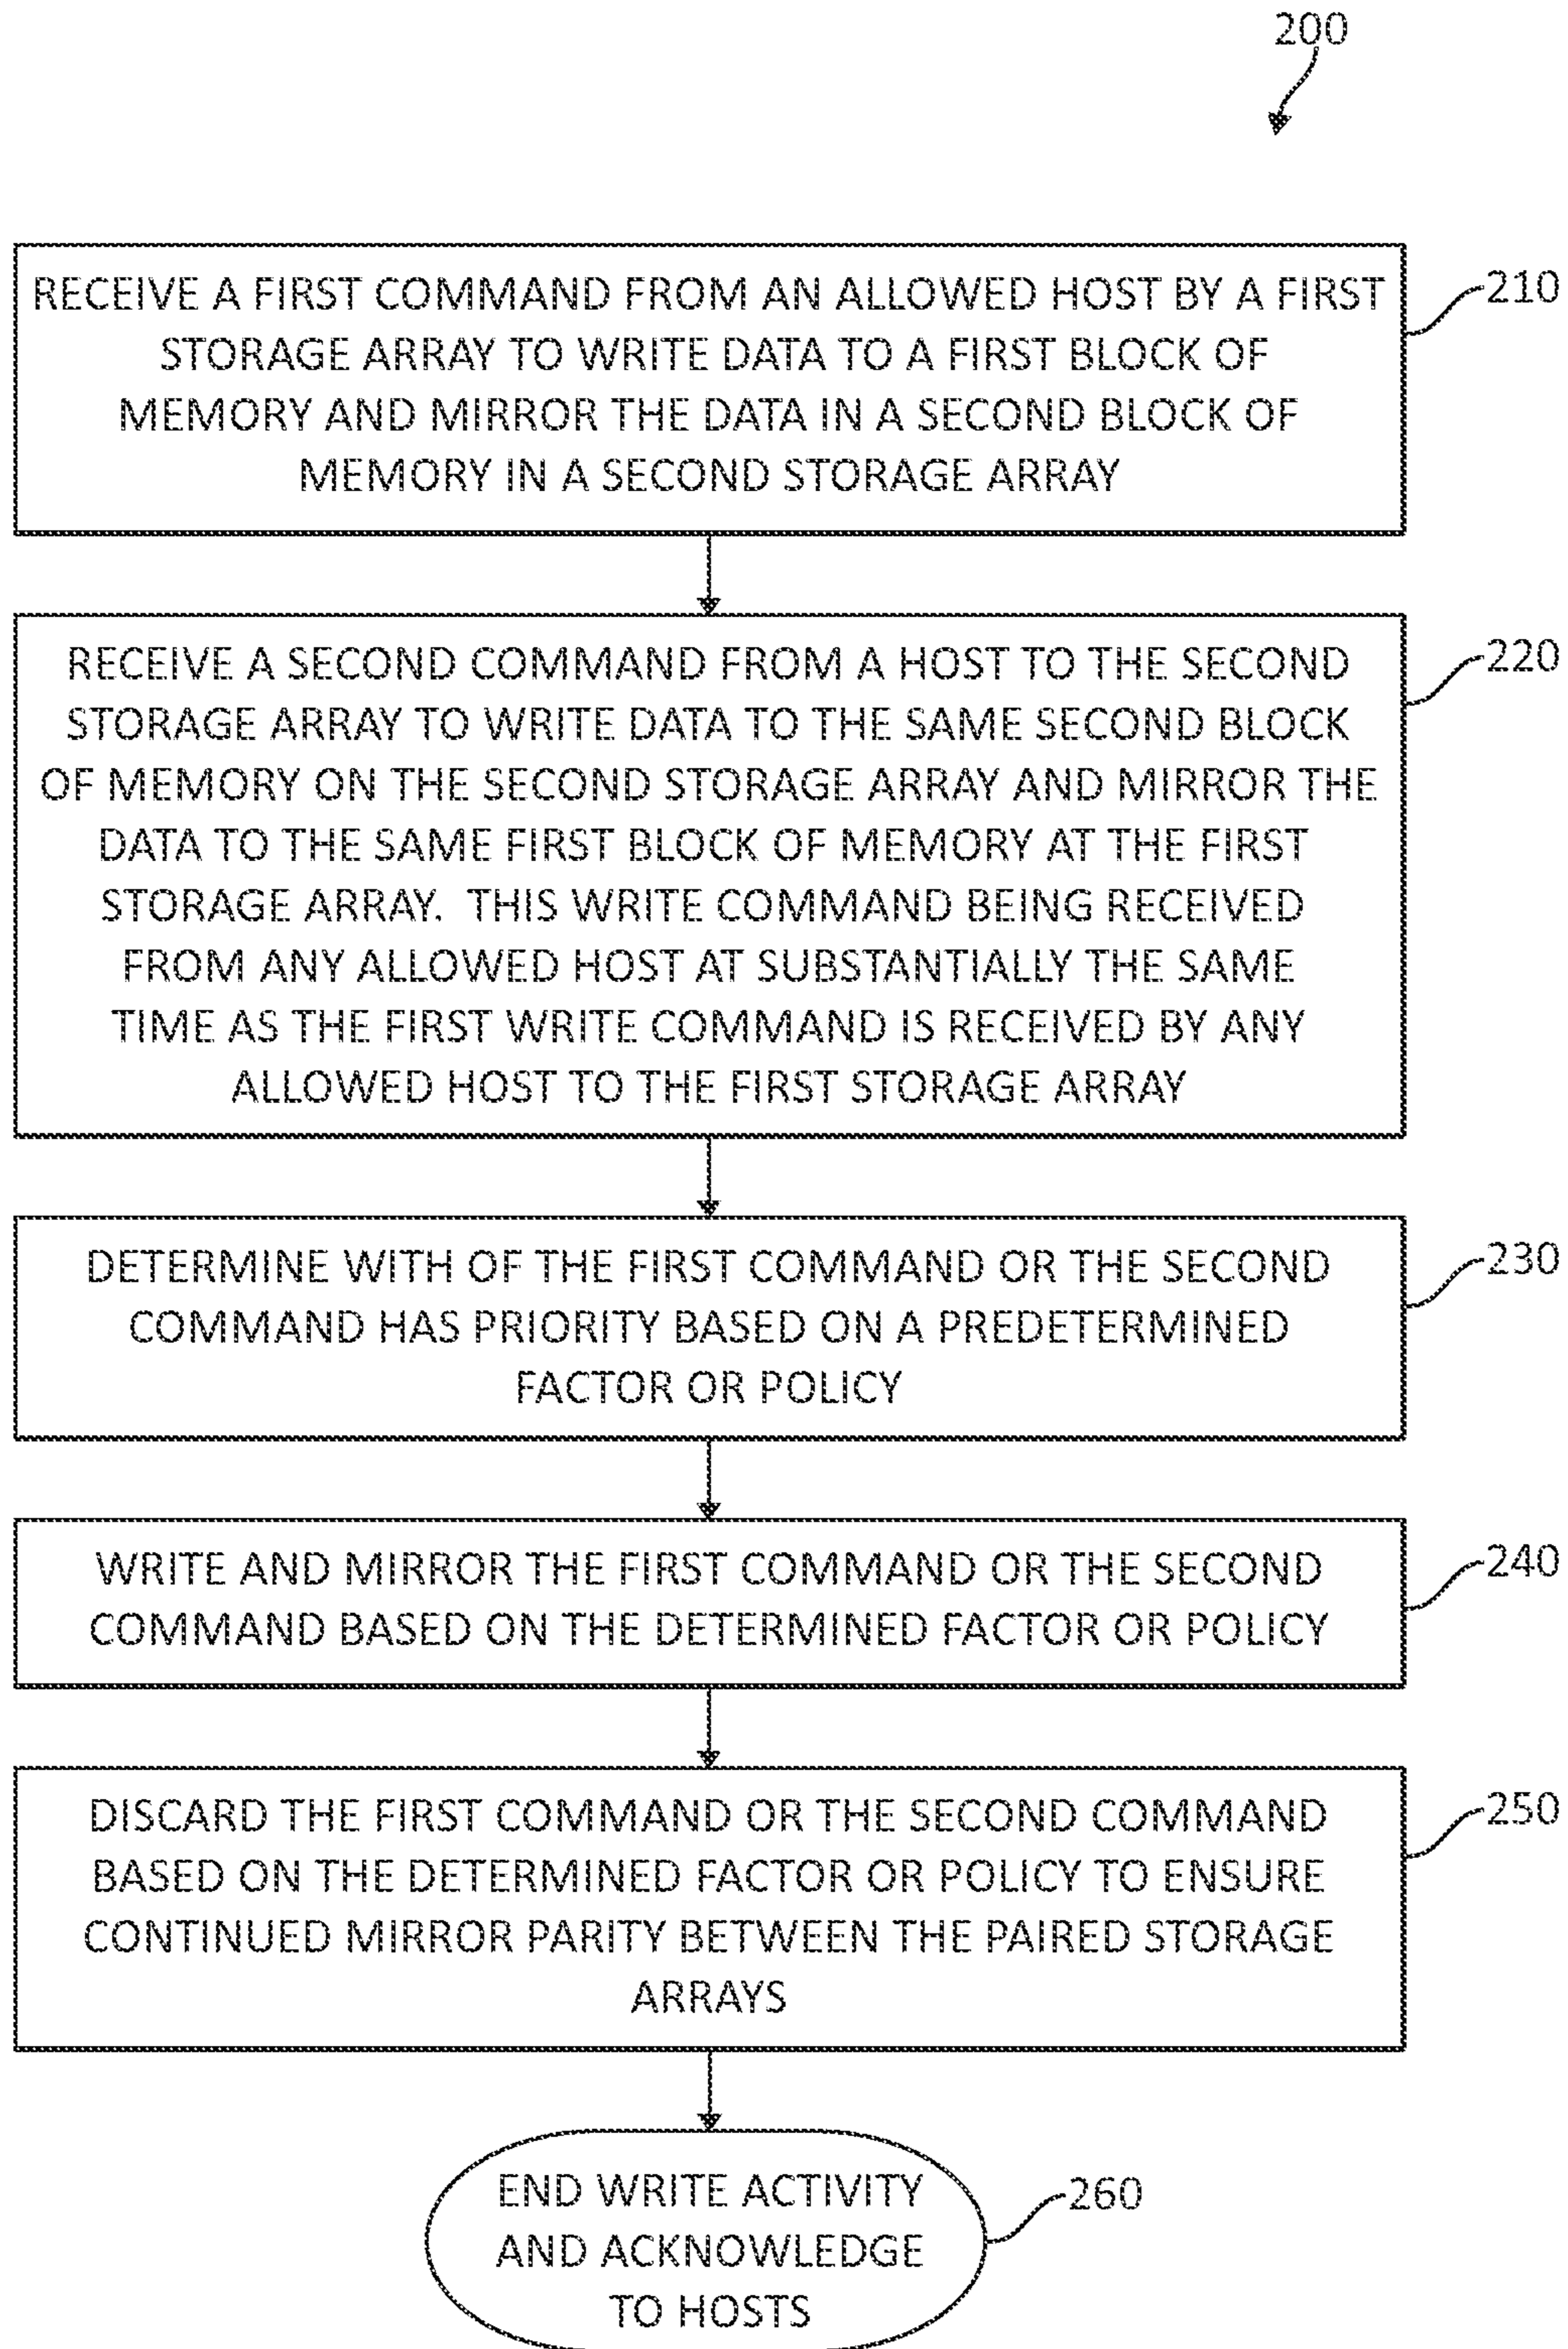 200
RECEIVE A FIRST COMMAND FROM AN ALLOWED HOST BY A FIRST
STORAGE ARRAY TO WRITE DATA TO A FIRST BLOCK OF
MEMORY AND MIRROR THE DATA IN A SECOND BLOCK OF
MEMORY IN A SECOND STORAGE ARRAY
210
RECEIVE A SECOND COMMAND FROM A HOST TO THE SECOND
STORAGE ARRAY TO WRITE DATA TO THE SAME SECOND BLOCK
OF MEMORY ON THE SECOND STORAGE ARRAY AND MIRROR THE
DATA TO THE SAME FIRST BLOCK OF MEMORY AT THE FIRST
STORAGE ARRAY. THIS WRITE COMMAND BEING RECEIVED
FROM ANY ALLOWED HOST AT SUBSTANTIALLY THE SAME
TIME AS THE FIRST WRITE COMMAND IS RECEIVED BY ANY
ALLOWED HOST TO THE FIRST STORAGE ARRAY
220
DETERMINE WITH OF THE FIRST COMMAND OR THE SECOND
COMMAND HAS PRIORITY BASED ON A PREDETERMINED
FACTOR OR POLICY
230
WRITE AND MIRROR THE FIRST COMMAND OR THE SECOND
COMMAND BASED ON THE DETERMINED FACTOR OR POLICY
240
DISCARD THE FIRST COMMAND OR THE SECOND COMMAND
BASED ON THE DETERMINED FACTOR OR POLICY TO ENSURE
CONTINUED MIRROR PARITY BETWEEN THE PAIRED STORAGE
ARRAYS
250
END WRITE ACTIVITY
AND ACKNOWLEDGE
TO HOSTS
260